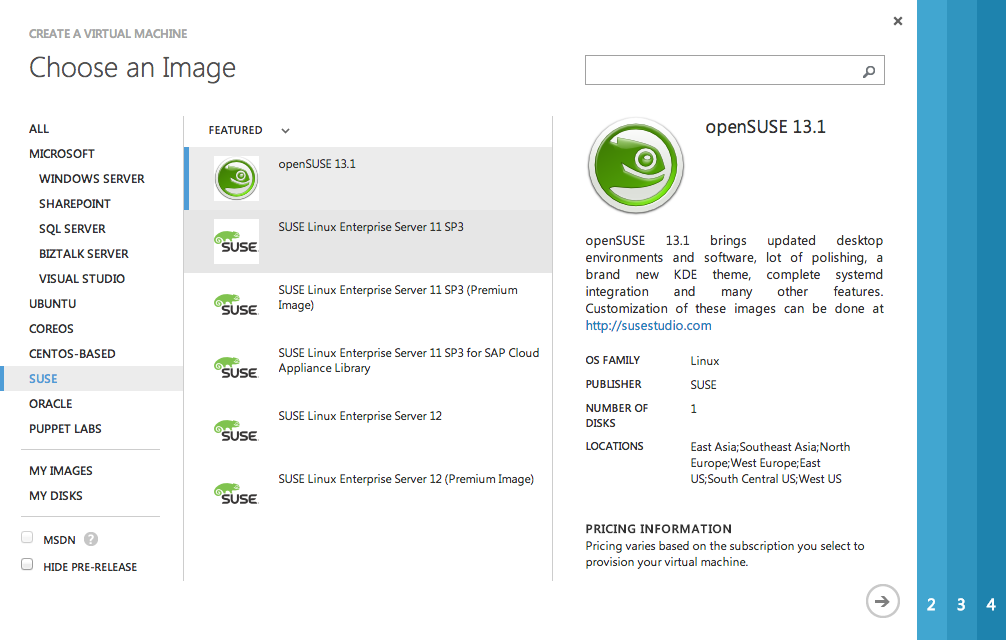 CREATE A VIRTUAL MACHINE
Choose an Image
ALL
MICROSOFT
WINDOWS SERVER
SHAREPOINT
SQL SERVER
BIZTALK SERVER
VISUAL STUDIO
UBUNTU
COREOS
CENTOS-BASED
SUSE
ORACLE
PUPPET LABS
MY IMAGES
MY DISKS
MSDN ?
HIDE PRE-RELEASE
FEATURED
openSUSE 13.1
SUSE
SUSE Linux Enterprise Server 11 SP3
SUSE
SUSE Linux Enterprise Server 11 SP3 (Premium
Image)
SUSE
SUSE Linux Enterprise Server 11 SP3 for SAP Cloud
Appliance Library
SUSE
SUSE Linux Enterprise Server 12
SUSE
SUSE Linux Enterprise Server 12 (Premium Image)
openSUSE 13.1
openSUSE 13.1 brings updated desktop
environments and software, lot of polishing, a
brand new KDE theme, complete systemd
integration and many other features.
Customization of these images can be done at
http://susestudio.com
OS FAMILY Linux
PUBLISHER SUSE
NUMBER OF DISKS 1
LOCATIONS East Asia;Southeast Asia;North
Europe;West Europe;East
US;South Central US;West US
PRICING INFORMATION
Pricing varies based on the subscription you select to
provision your virtual machine.
2 3 4